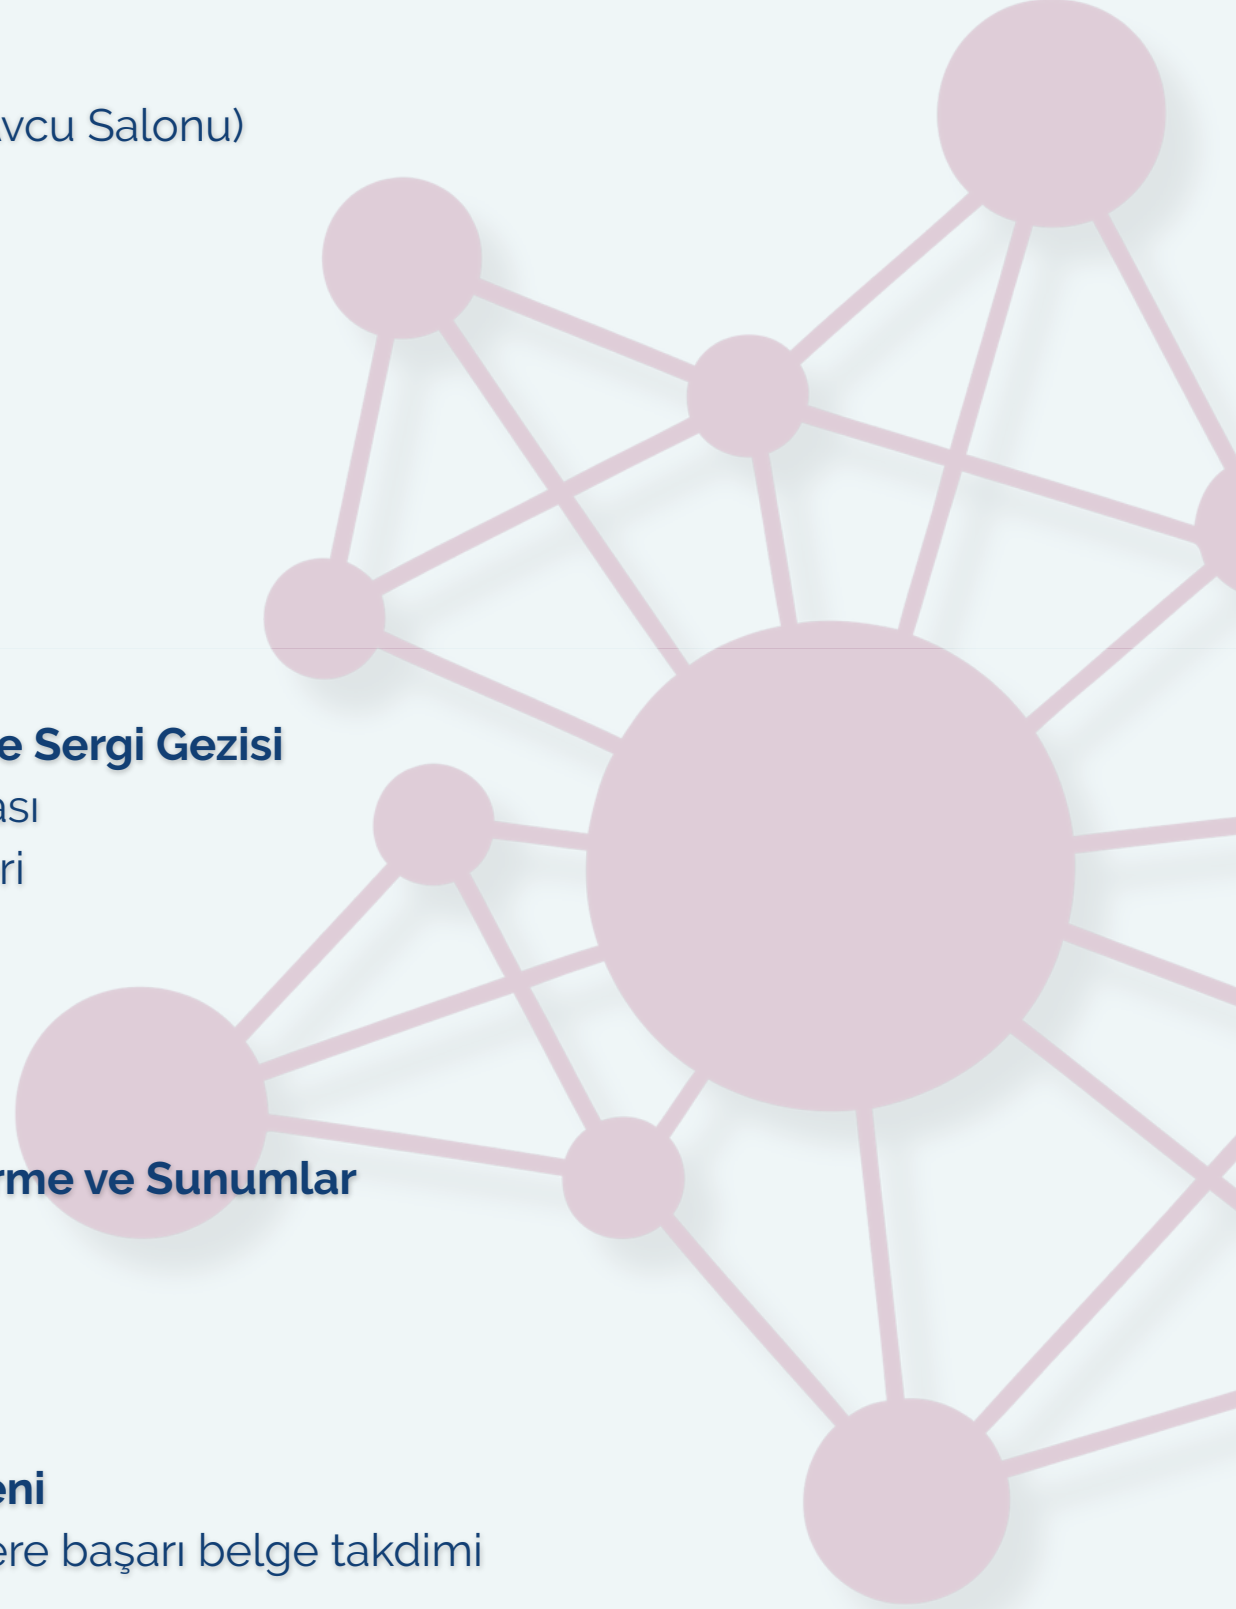 vcu Salonu)
e Sergi Gezisi
ası
ri
rme ve Sunumlar
eni
ere başarı belge takdimi